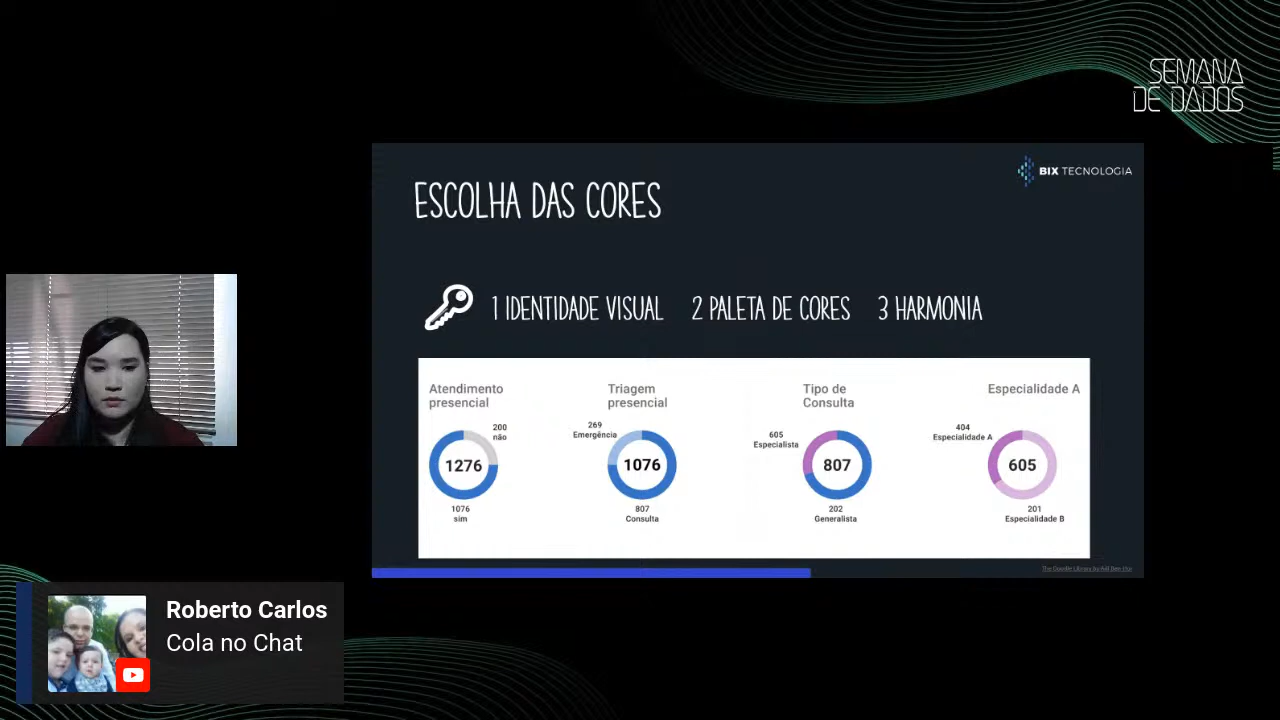 SEMANA
DE DADOS
BIX TECNOLOGIA
ESCOLHA DAS CORES
1 IDENTIDADE VISUAL 2 PALETA DE CORES 3 HARMONIA
Atendimento
presencial
200
não
1276
1076
sim
Triagem
presencial
269
Emergência
1076
807
Consulta
Tipo de
Consulta
605
Especialista
807
202
Generalista
Especialidade A
404
Especialidade A
605
201
Especialidade B
Roberto Carlos
Cola no Chat